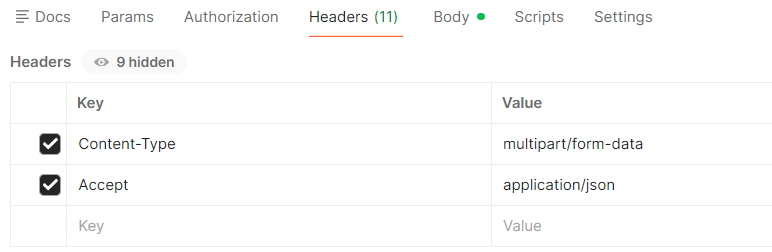 Docs Params Authorization Headers (11) Body Scripts Settings
Headers 9 hidden
Key Value
Content-Type multipart/form-data
Accept application/json
Key Value